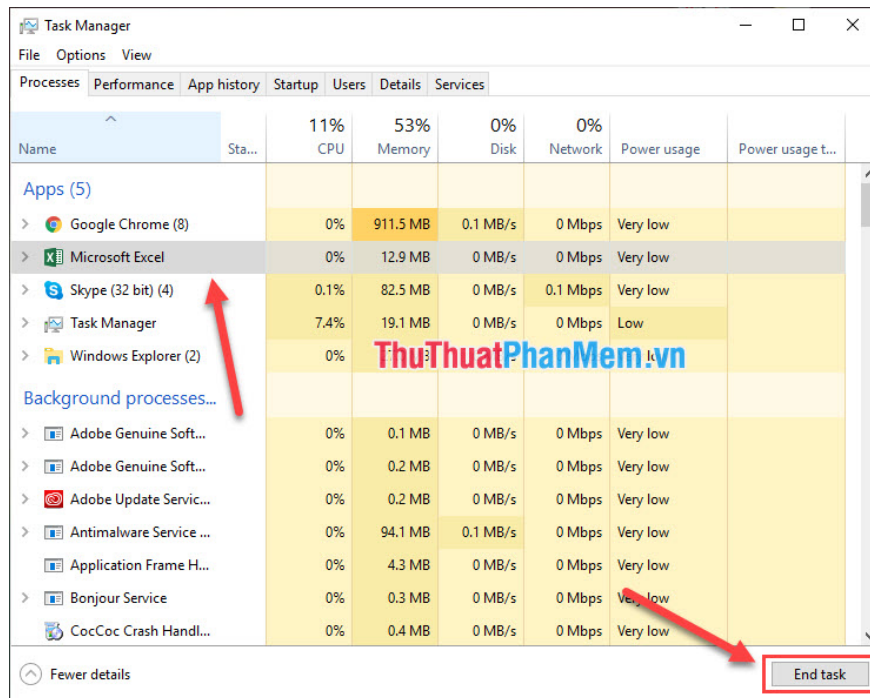 Task Manager
File Options View
Processes Performance App history Startup Users Details Services
11% 53% 0% 0%
Name Sta... CPU Memory Disk Network Power usage Power usage t...
Apps (5)
Google Chrome (8) 0% 911.5 MB 0.1 MB/s 0 Mbps Very low
Microsoft Excel 0% 12.9 MB 0 MB/s 0 Mbps Very low
Skype (32 bit) (4) 0.1% 82.5 MB 0 MB/s 0.1 Mbps Very low
Task Manager 7.4% 19.1 MB 0 MB/s 0 Mbps Low
Windows Explorer (2) 0%
ThuThuatPhanMem.vn
Background processes...
Adobe Genuine Soft... 0% 0.1 MB 0 MB/s 0 Mbps Very low
Adobe Genuine Soft... 0% 0.2 MB 0 MB/s 0 Mbps Very low
Adobe Update Servic... 0% 0.2 MB 0 MB/s 0 Mbps Very low
Antimalware Service ... 0% 94.1 MB 0.1 MB/s 0 Mbps Very low
Application Frame H... 0% 4.3 MB 0 MB/s 0 Mbps Very low
Bonjour Service 0% 0.3 MB 0 MB/s 0 Mbps Very low
CocCoc Crash Handl... 0% 0.4 MB 0 MB/s 0 Mbps Very low
Fewer details End task